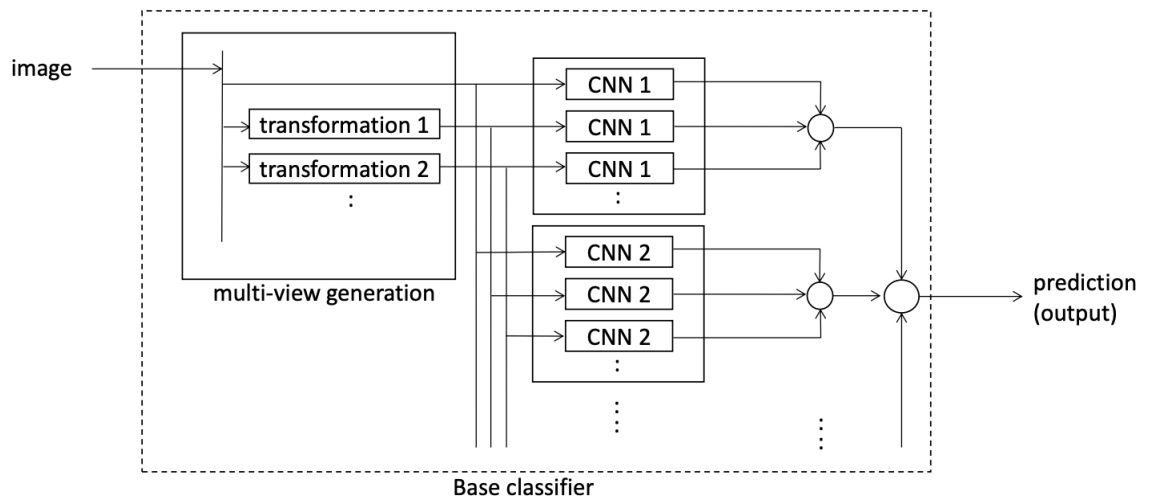 image
transformation 1
transformation 2
multi-view generation
CNN 1
CNN 1
CNN 1
CNN 2
CNN 2
CNN 2
prediction
(output)
Base classifier